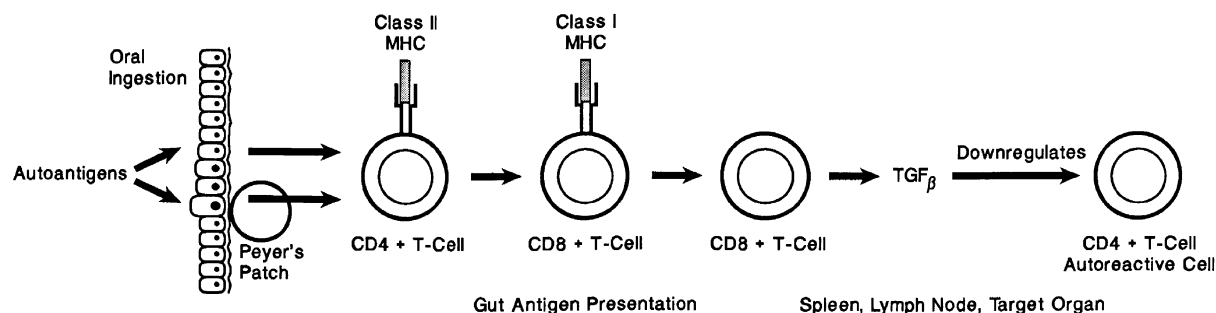 Oral
Ingestion
Autoantigens
Peyer's
Patch
Class II
MHC
CD4 + T-Cell
Class I
MHC
CD8 + T-Cell
CD8 + T-Cell
TGFβ
Downregulates
CD4 + T-Cell
Autoreactive Cell
Gut Antigen Presentation
Spleen, Lymph Node, Target Organ